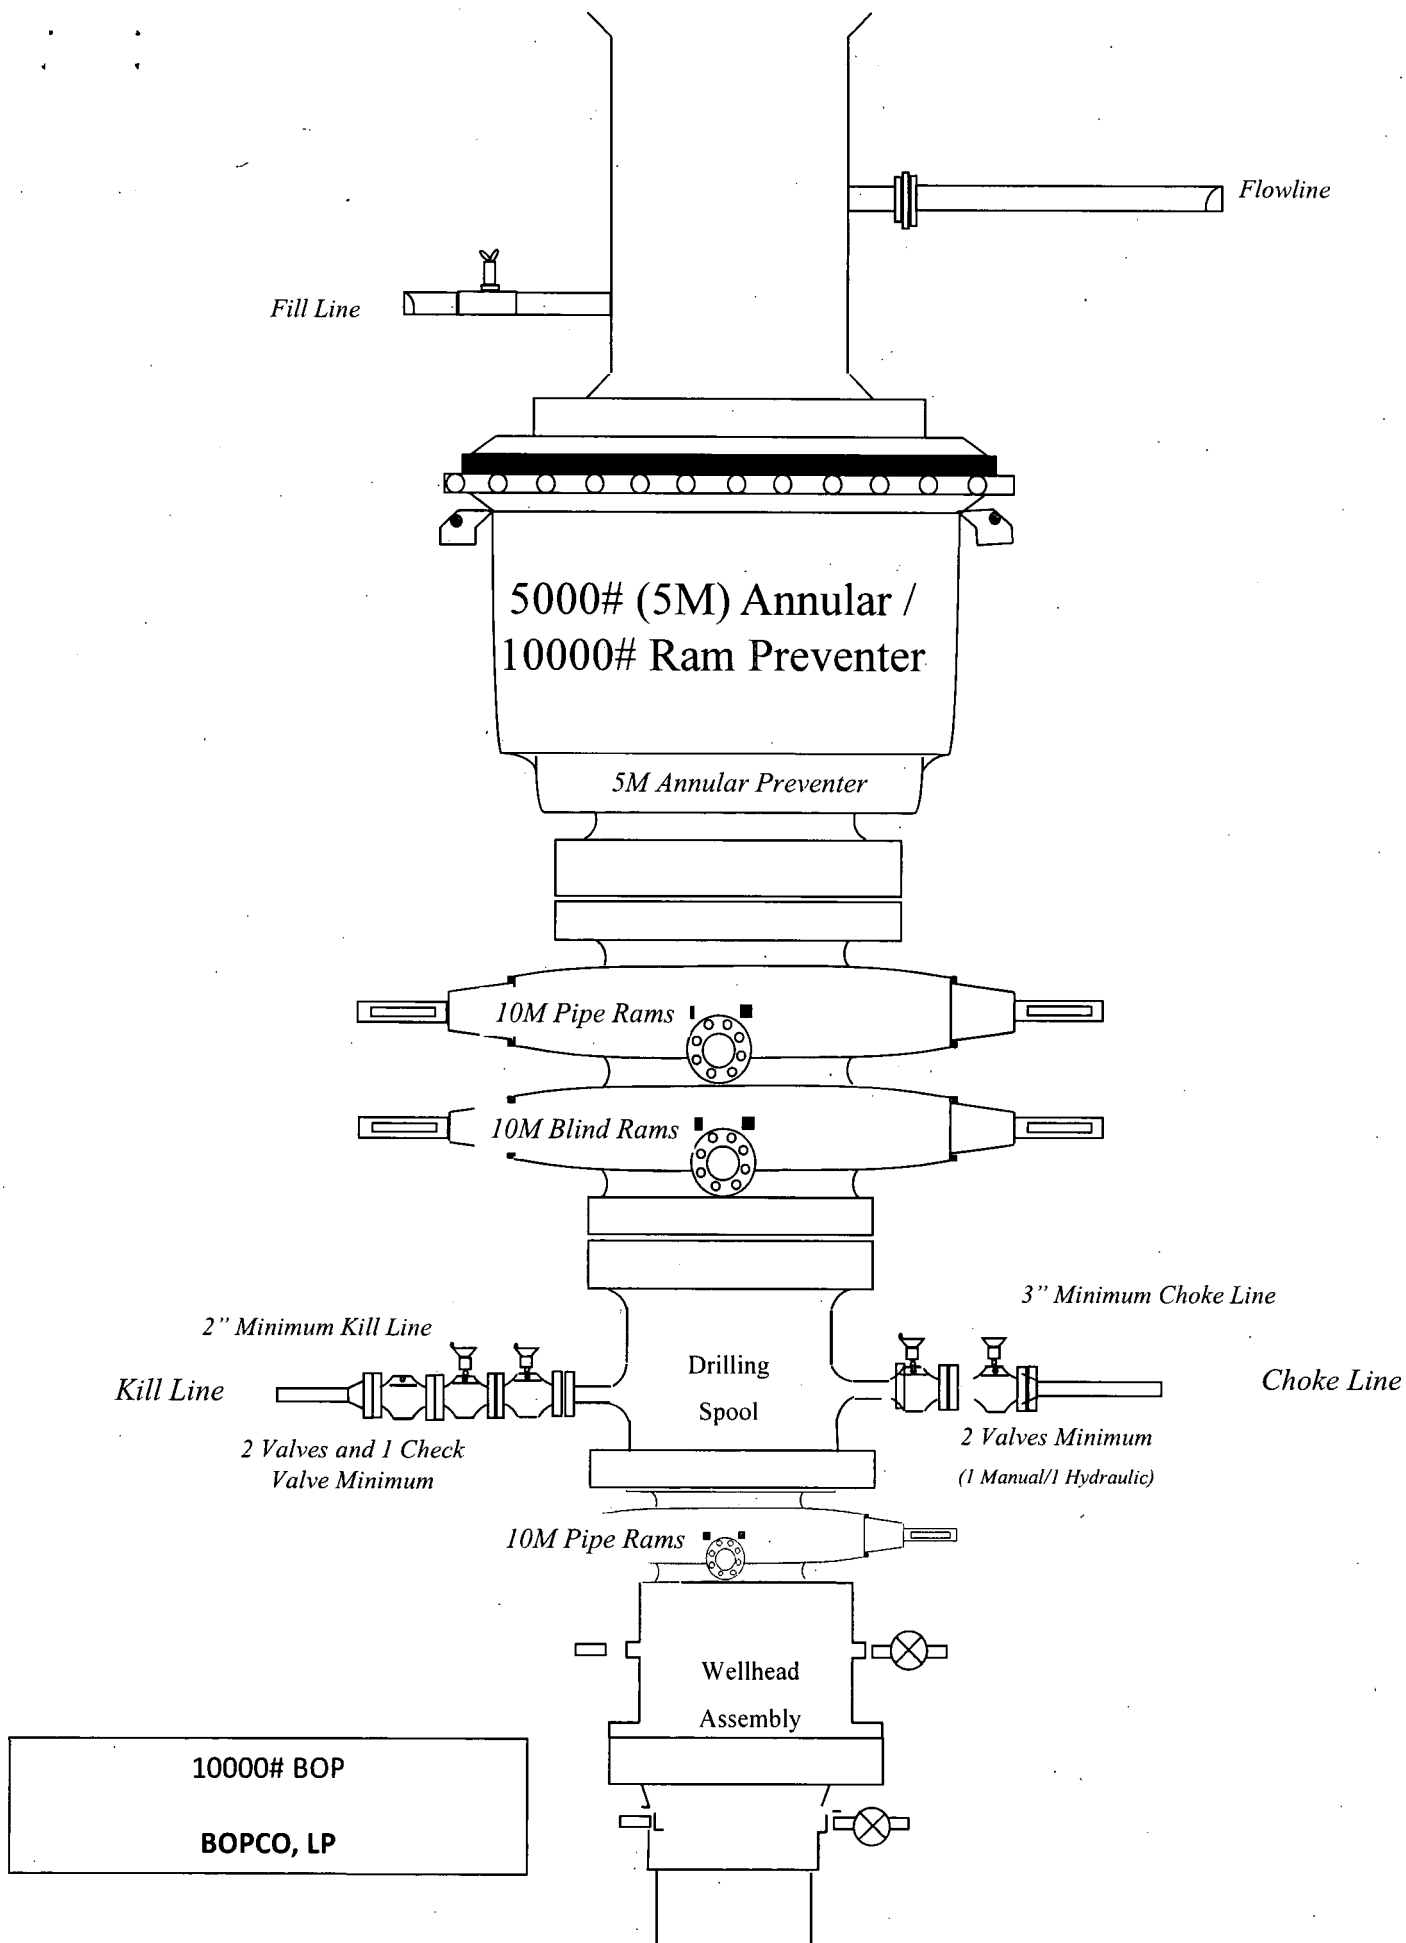 Flowline
Fill Line
5000# (5M) Annular /
10000# Ram Preventer
5M Annular Preventer
10M Pipe Rams
10M Blind Rams
3” Minimum Choke Line
2” Minimum Kill Line
Drilling
Spool
Kill Line
Choke Line
2 Valves and 1 Check
Valve Minimum
2 Valves Minimum
(1 Manual/1 Hydraulic)
10M Pipe Rams
Wellhead
Assembly
10000# BOP
BOPCO, LP